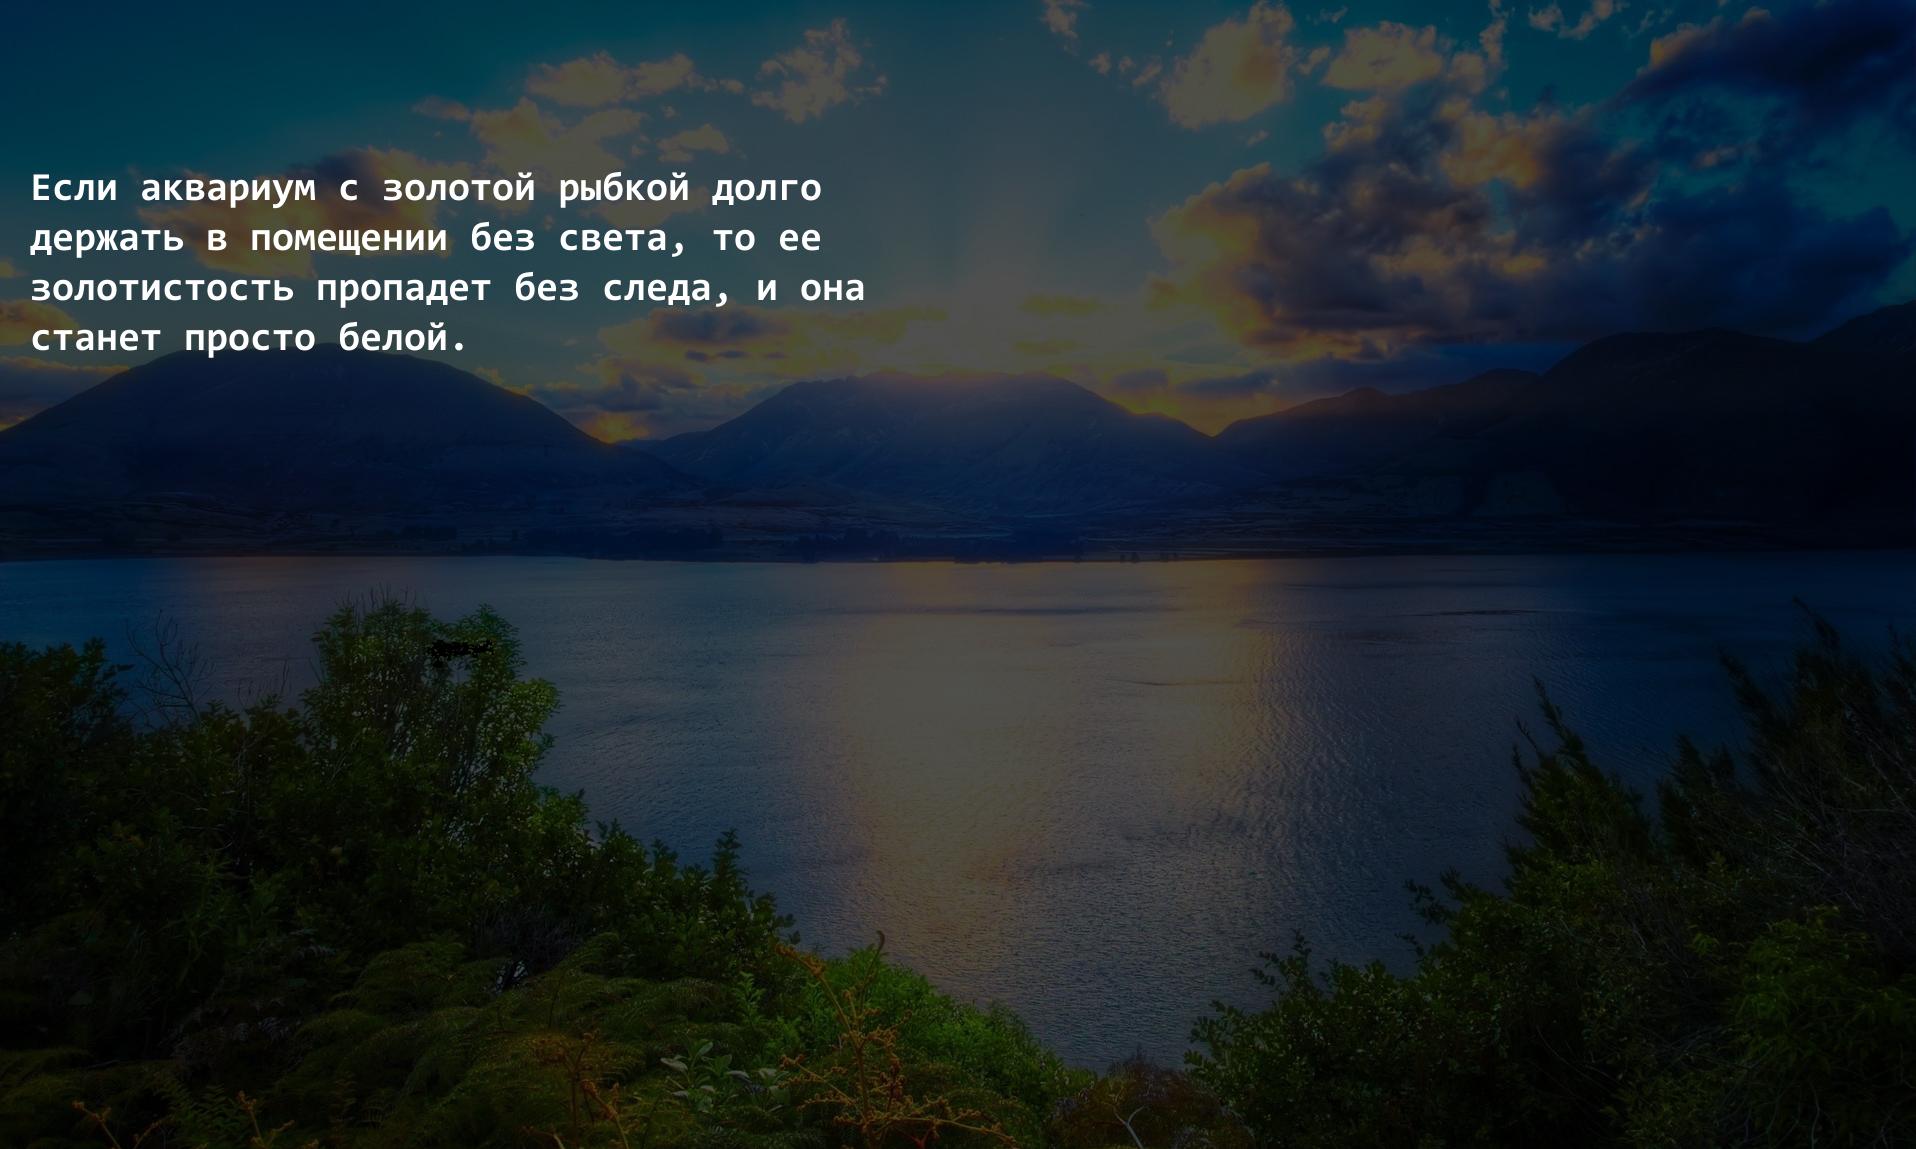 Если аквариум с золотой рыбкой долго
держать в помещении без света, то ее
золотистость пропадет без следа, и она
станет просто белой.